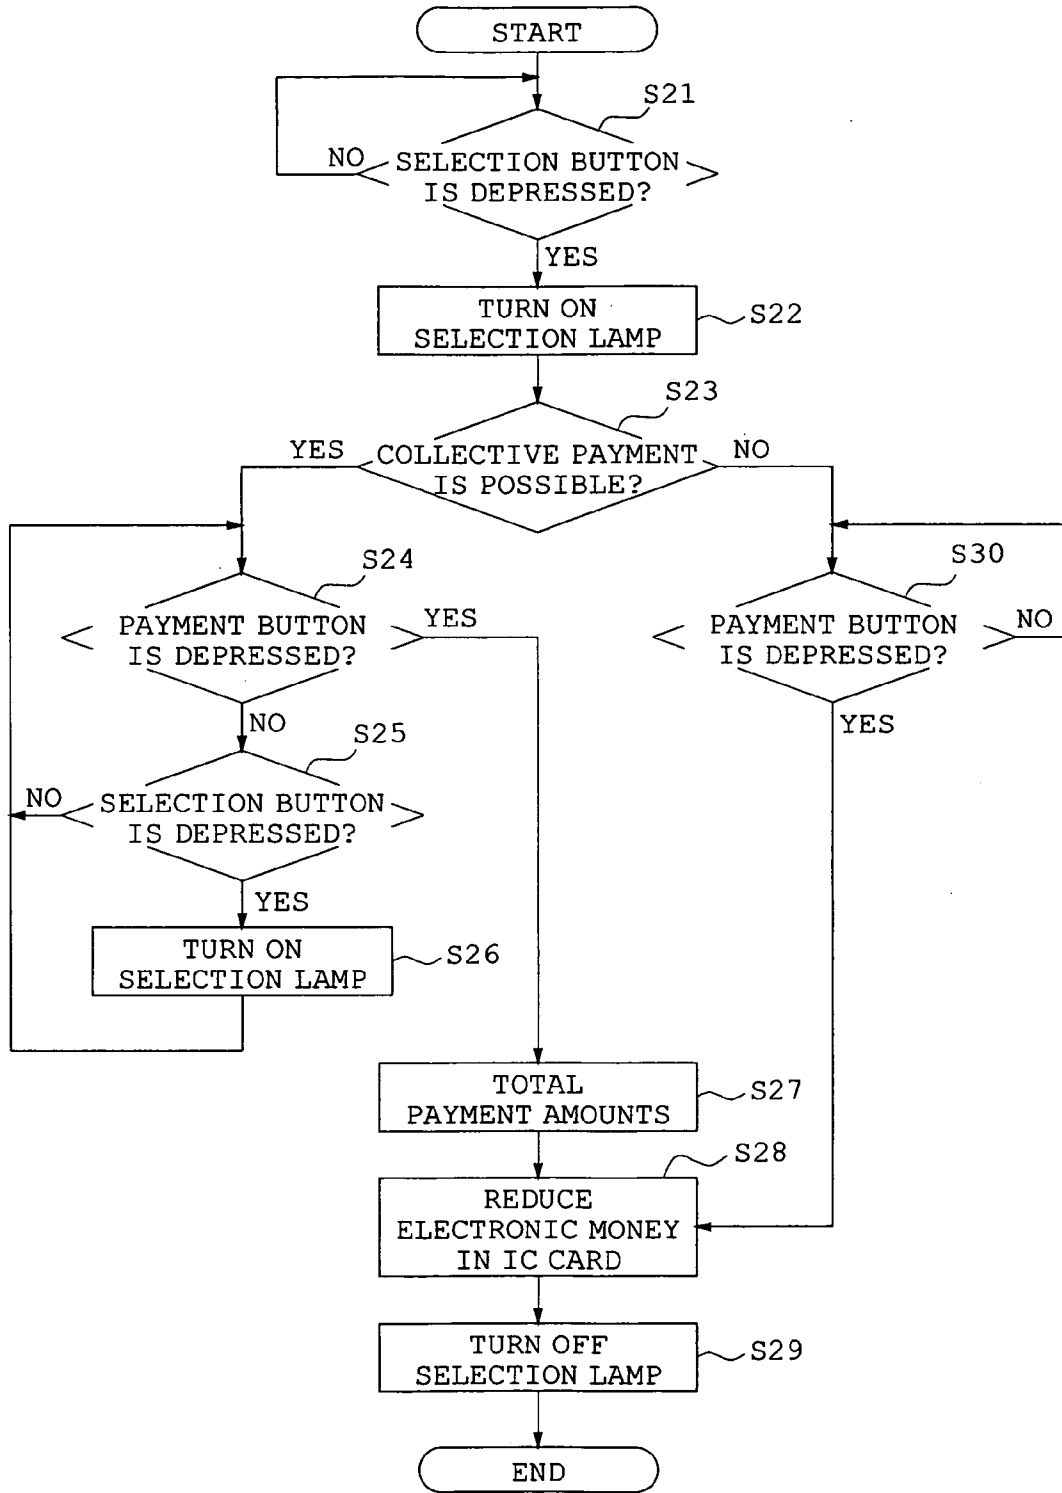 START
S21
NO
SELECTION BUTTON
IS DEPRESSED?
YES
TURN ON
SELECTION LAMP
S22
S23
YES
COLLECTIVE PAYMENT
IS POSSIBLE?
NO
S24
PAYMENT BUTTON
IS DEPRESSED?
YES
S30
PAYMENT BUTTON
IS DEPRESSED?
NO
NO
YES
S25
NO
SELECTION BUTTON
IS DEPRESSED?
YES
TURN ON
SELECTION LAMP
S26
TOTAL
PAYMENT AMOUNTS
S27
S28
REDUCE
ELECTRONIC MONEY
IN IC CARD
TURN OFF
SELECTION LAMP
S29
END